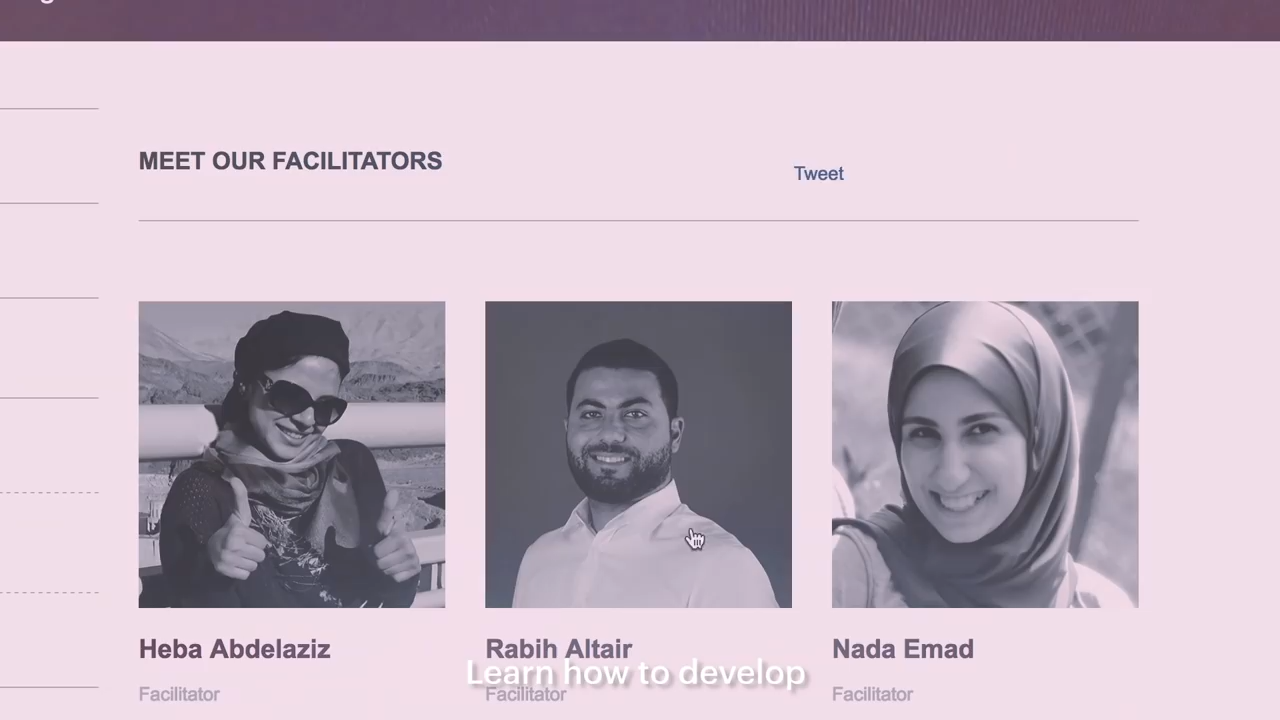 MEET OUR FACILITATORS
Tweet
Heba Abdelaziz
Rabih Altair
Nada Emad
Learn how to develop
Facilitator
Facilitator
Facilitator